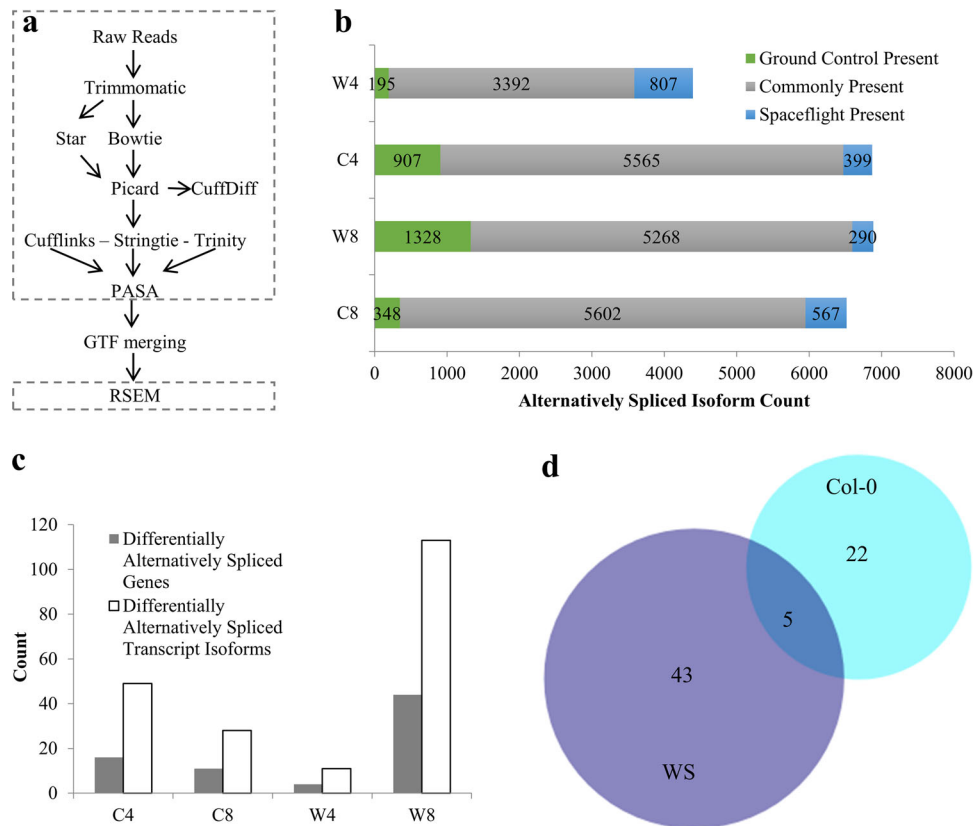 a
Raw Reads
Trimmomatic
Star Bowtie
Picard CuffDiff
Cufflinks – Stringtie - Trinity
PASA
GTF merging
RSEM
b
Ground Control Present
Commonly Present
Spaceflight Present
W4
195 3392 807
C4
907 5565 399
W8
1328 5268 290
C8
348 5602 567
0 1000 2000 3000 4000 5000 6000 7000 8000
Alternatively Spliced Isoform Count
c
Count
120
100
80
60
40
20
0
Differentially
Alternatively Spliced
Genes
Differentially
Alternatively Spliced
Transcript Isoforms
C4 C8 W4 W8
d
Col-0
22
5
43
WS